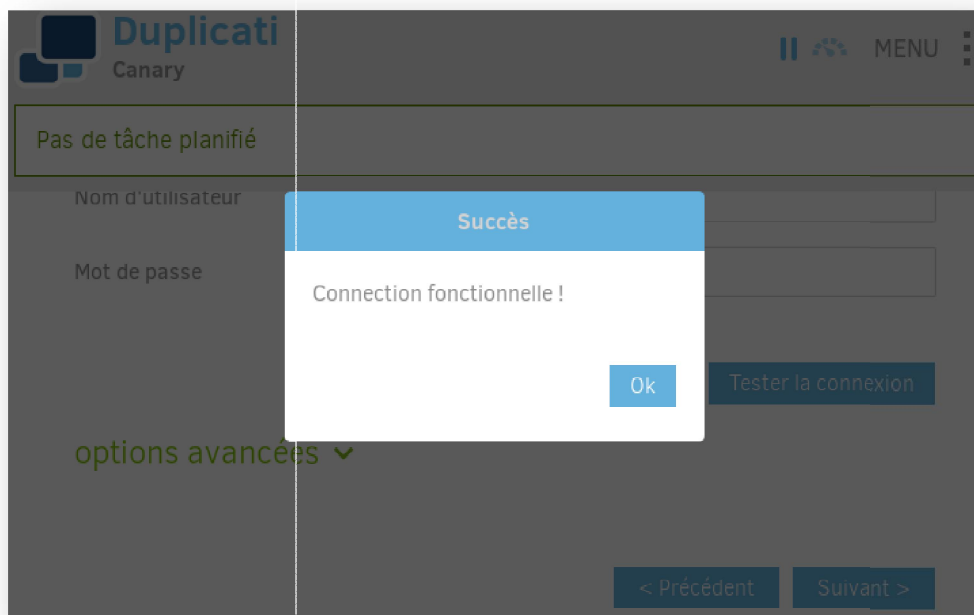 Duplicati
Canary
MENU
Pas de tâche planifié
Nom d'utilisateur
Succès
Mot de passe
Connection fonctionnelle !
Ok
Tester la connexion
options avancées
< Précédent
Suivant >